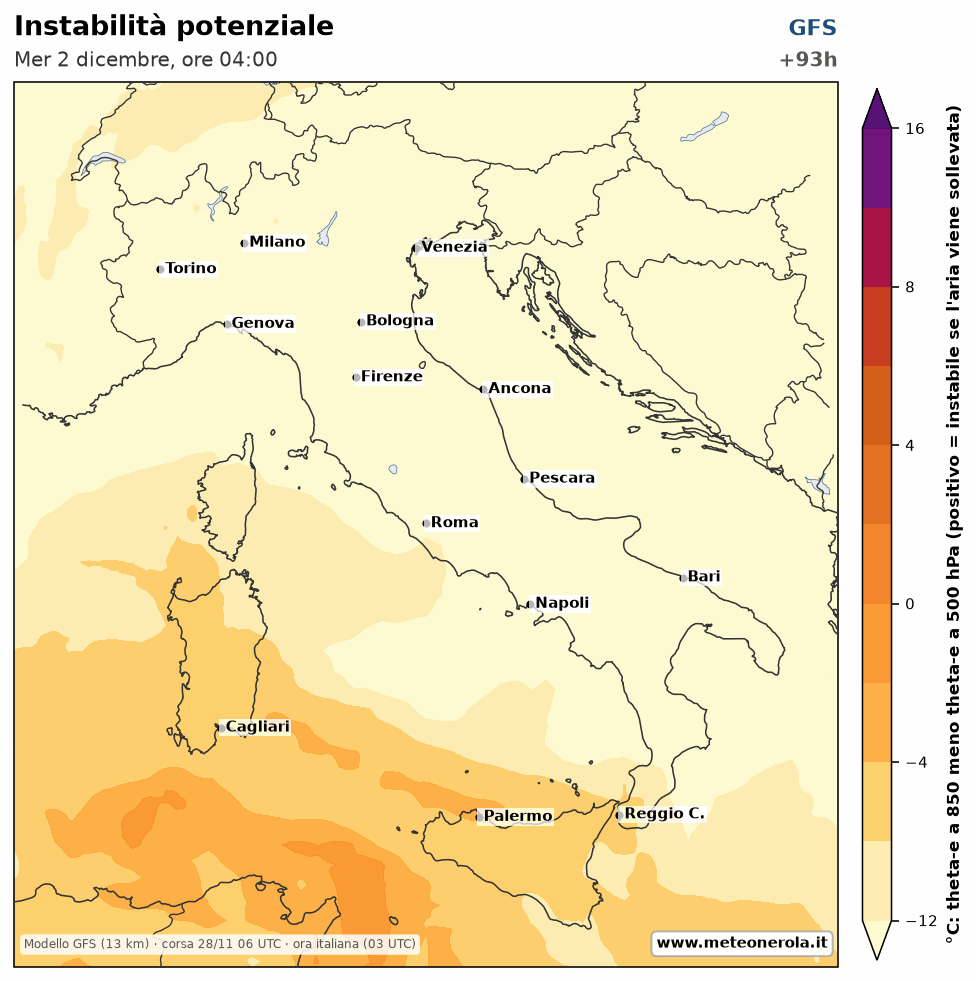 Instabilità potenziale
GFS
Mer 2 dicembre, ore 04:00
+93h
Milano
Venezia
Torino
Genova
Bologna
Firenze
Ancona
Pescara
Roma
Bari
Napoli
Cagliari
Palermo
Reggio C.
Modello GFS (13 km) · corsa 28/11 06 UTC · ora italiana (03 UTC)
www.meteonerola.it
16
8
4
0
−4
−12
°C: theta-e a 850 meno theta-e a 500 hPa (positivo = instabile se l'aria viene sollevata)